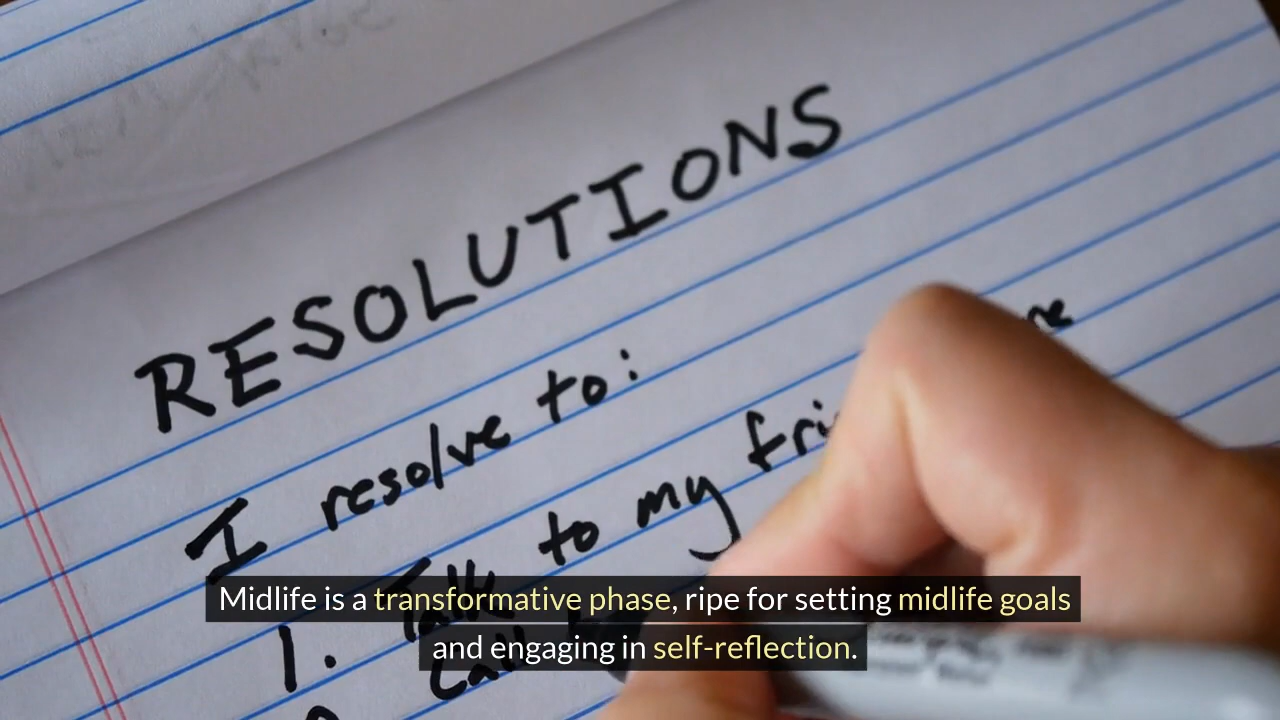 RESOLUTIONS
I resolve to:
1. Talk to my
Midlife is a transformative phase, ripe for setting midlife goals
and engaging in self-reflection.